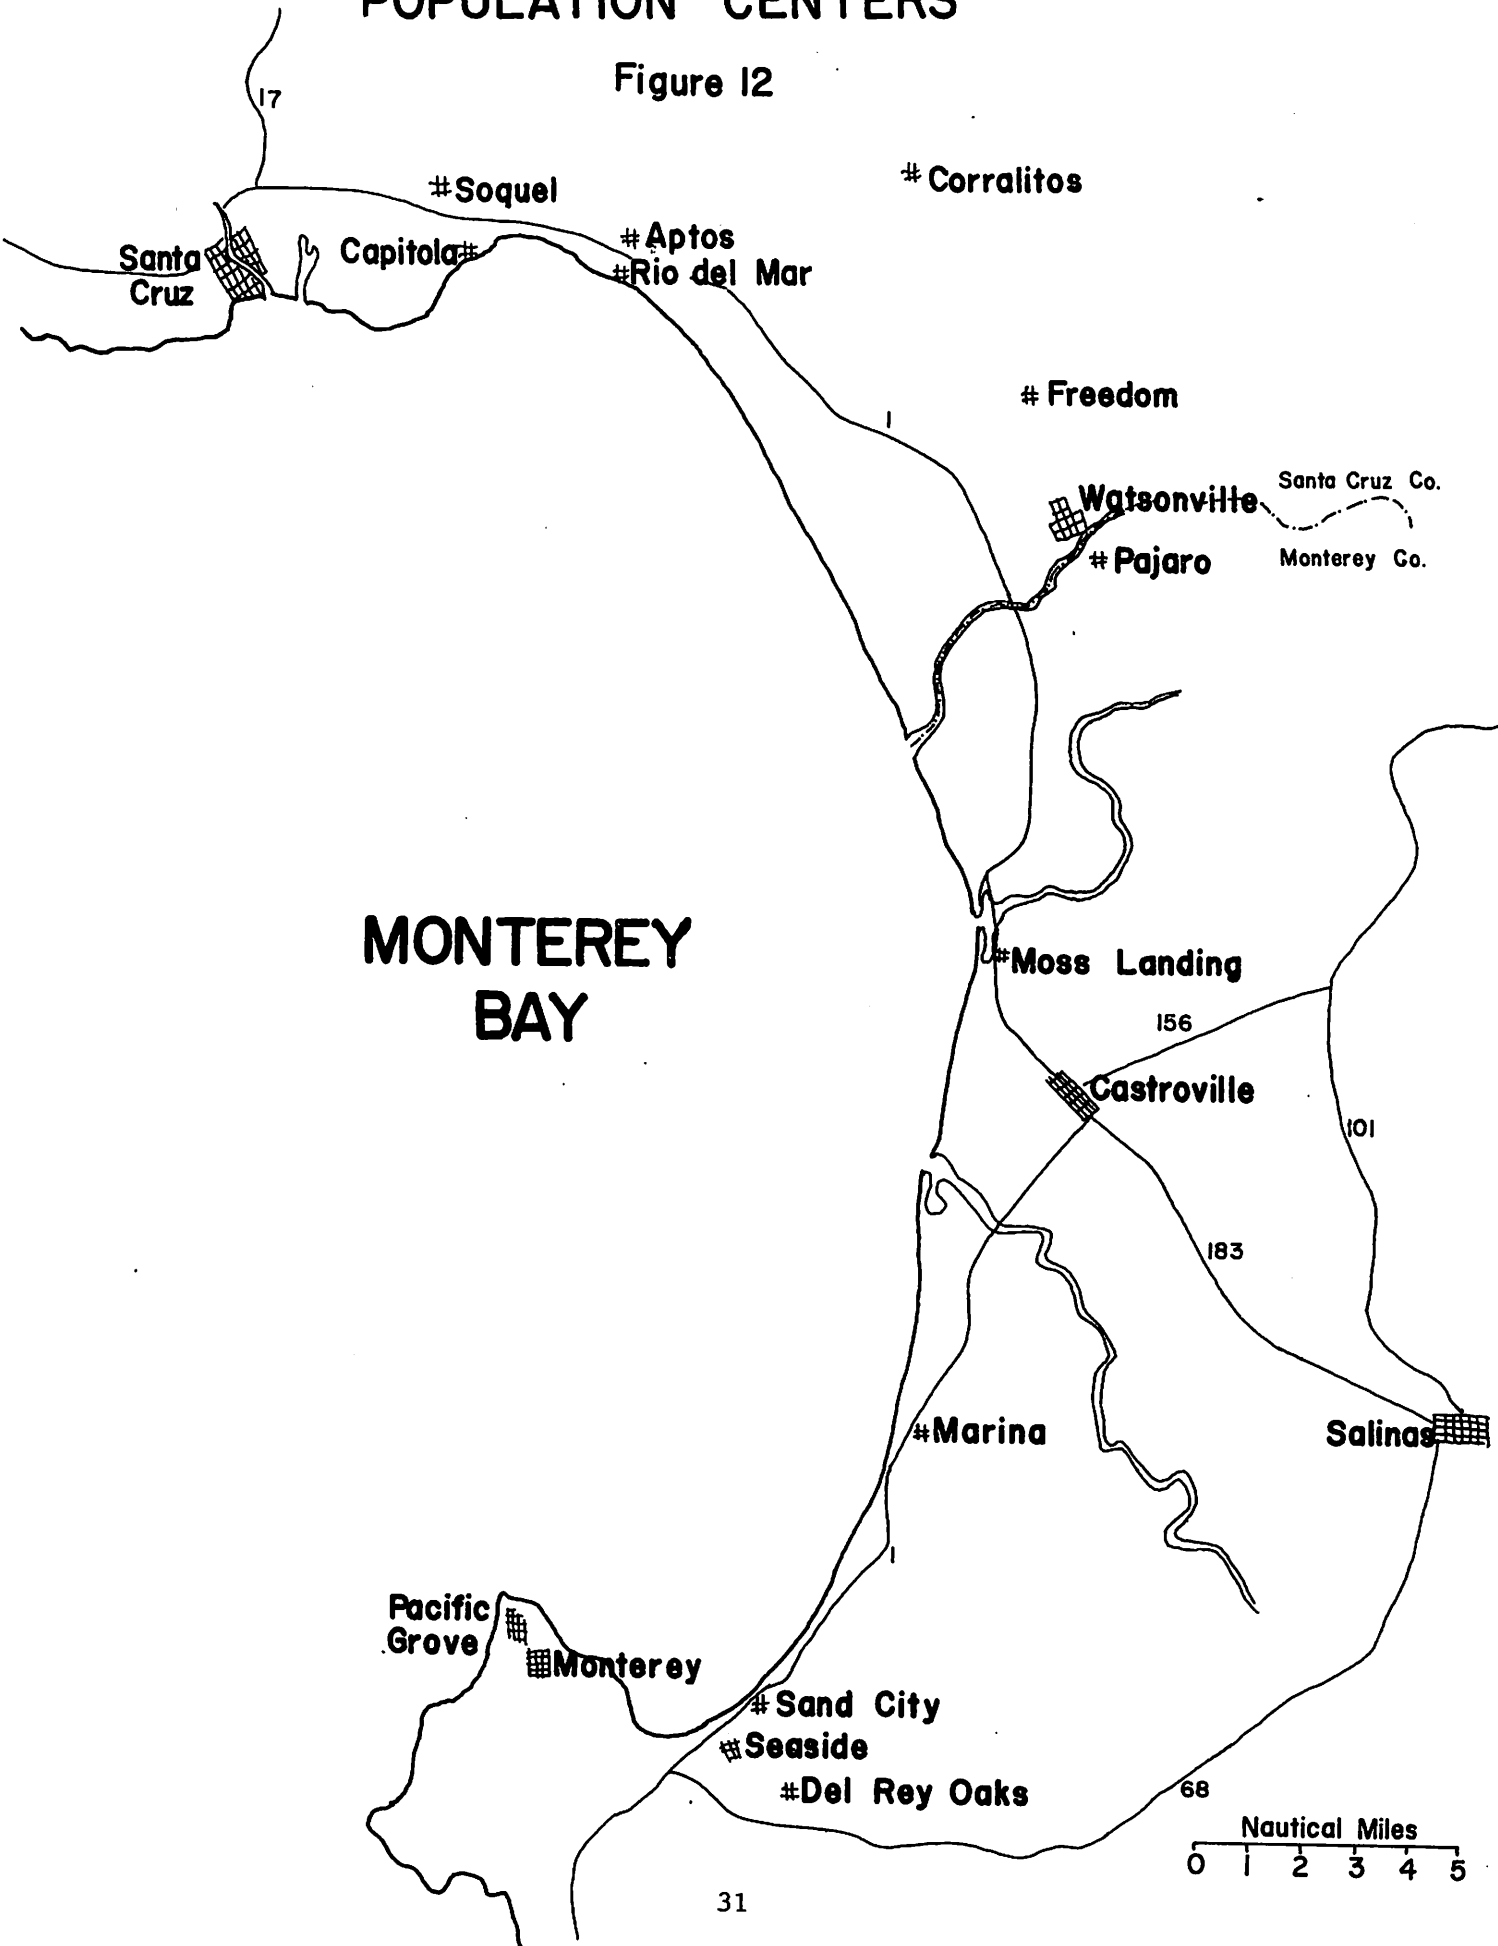 POPULATION CENTERS
Figure 12
17
Soquel
Corralitos
Aptos
Capitola
Santa
Cruz
Rio del Mar
Freedom
1
Santa Cruz Co.
Watsonville
Monterey Co.
Pajaro
MONTEREY
BAY
Moss Landing
156
Castroville
101
183
Marina
Salinas
1
Pacific
Grove
Monterey
Sand City
Seaside
Del Rey Oaks
68
Nautical Miles
0 1 2 3 4 5
31